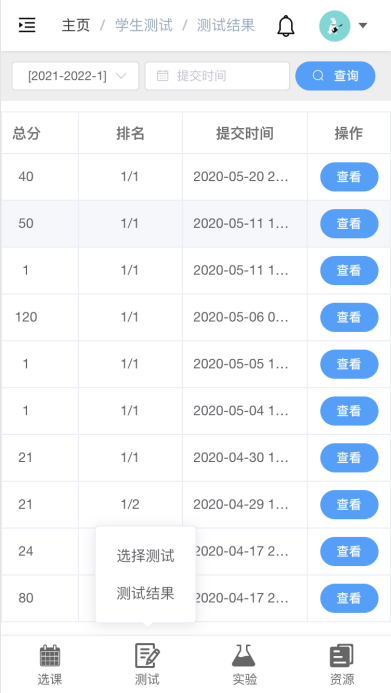 主页 / 学生测试 / 测试结果
[2021-2022-1] 提交时间 查询
总分 排名 提交时间 操作
40 1/1 2020-05-20 2... 查看
50 1/1 2020-05-11 1... 查看
1 1/1 2020-05-11 1... 查看
120 1/1 2020-05-06 0... 查看
1 1/1 2020-05-05 1... 查看
1 1/1 2020-05-04 1... 查看
21 1/1 2020-04-30 1... 查看
21 1/2 2020-04-29 1... 查看
24 2020-04-17 2... 查看
选择测试
测试结果
80 2020-04-17 2... 查看
选课 测试 实验 资源